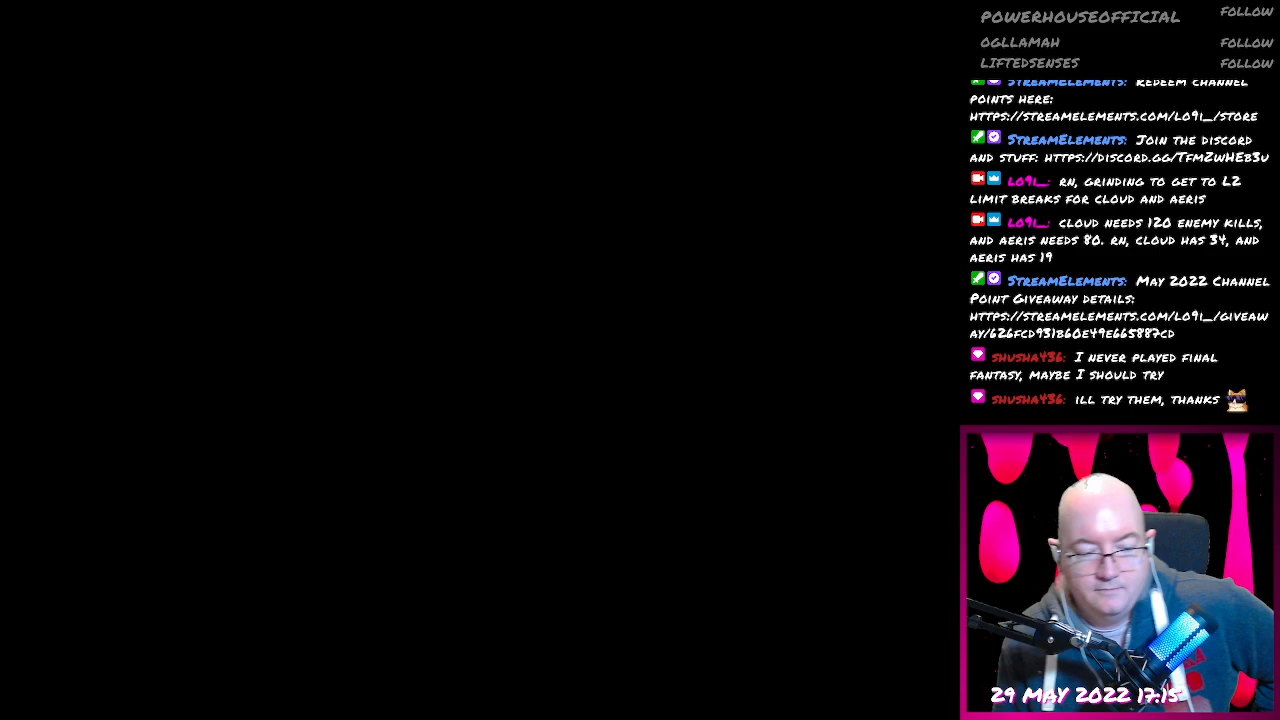 POWERHOUSEOFFICIAL FOLLOW
OGLLAMAH FOLLOW
LIFTEDSENSES FOLLOW
STREAMELEMENTS: REDEEM CHANNEL
POINTS HERE:
HTTPS://STREAMELEMENTS.COM/LO9I_/STORE
STREAMELEMENTS: JOIN THE DISCORD
AND STUFF: HTTPS://DISCORD.GG/TFMZWHEB3U
LO9I_: RN, GRINDING TO GET TO L2
LIMIT BREAKS FOR CLOUD AND AERIS
LO9I_: CLOUD NEEDS 120 ENEMY KILLS,
AND AERIS NEEDS 80. RN, CLOUD HAS 34, AND
AERIS HAS 19
STREAMELEMENTS: MAY 2022 CHANNEL
POINT GIVEAWAY DETAILS:
HTTPS://STREAMELEMENTS.COM/LO9I_/GIVEAW
AY/626FCD931B60E49E665887CD
SHUSHA436: I NEVER PLAYED FINAL
FANTASY, MAYBE I SHOULD TRY
SHUSHA436: ILL TRY THEM, THANKS
29 MAY 2022 17:15